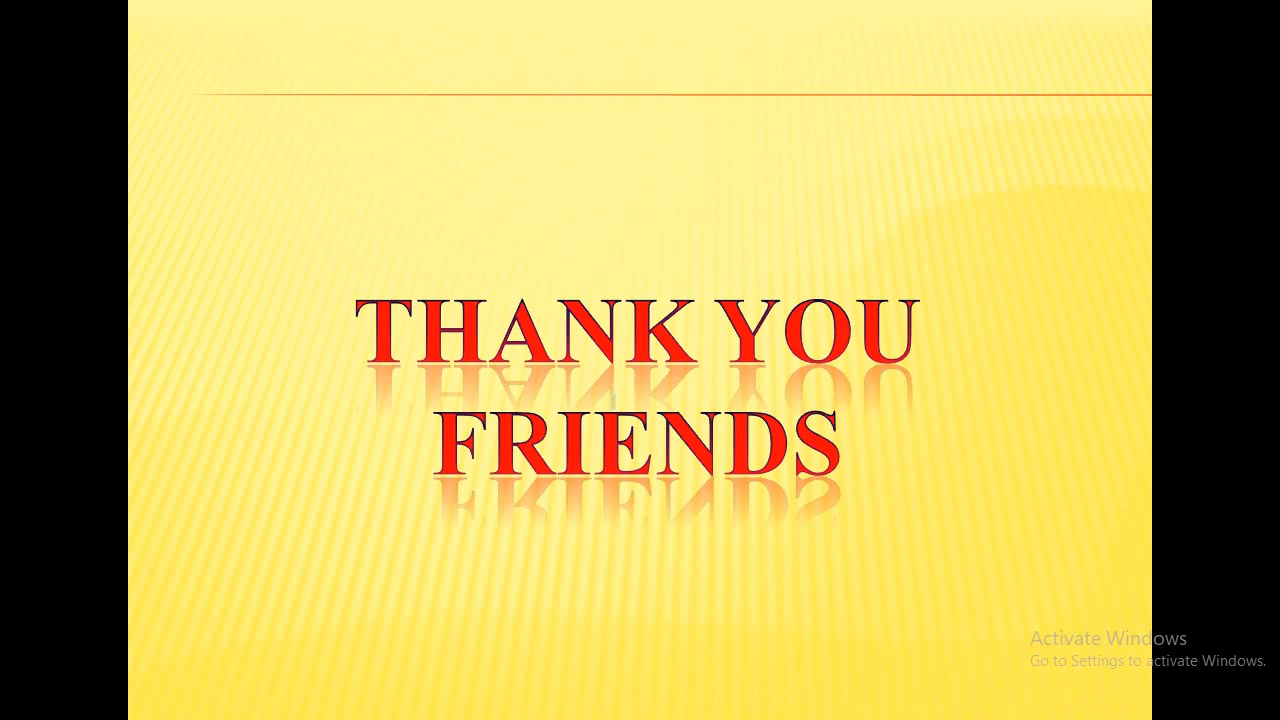 THANK YOU
FRIENDS
Activate Windows
Go to Settings to activate Windows.